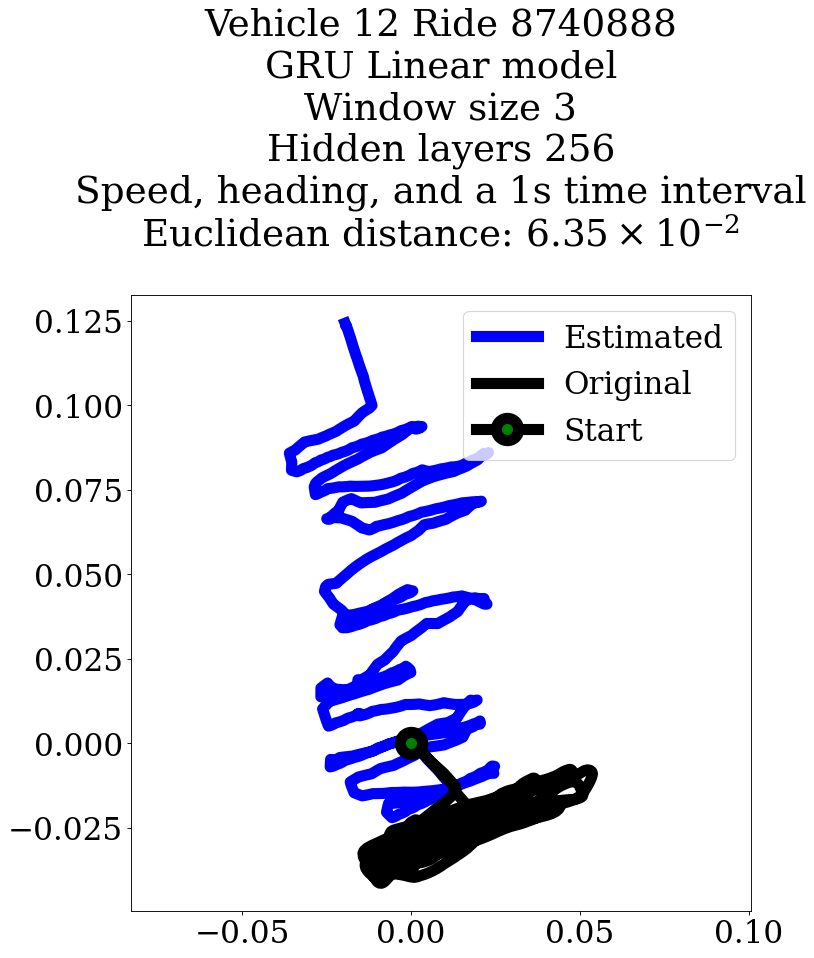 Vehicle 12 Ride 8740888
GRU Linear model
Window size 3
Hidden layers 256
Speed, heading, and a 1s time interval
Euclidean distance: 6.35 × 10⁻²
Estimated
Original
Start
0.125
0.100
0.075
0.050
0.025
0.000
−0.025
−0.05 0.00 0.05 0.10